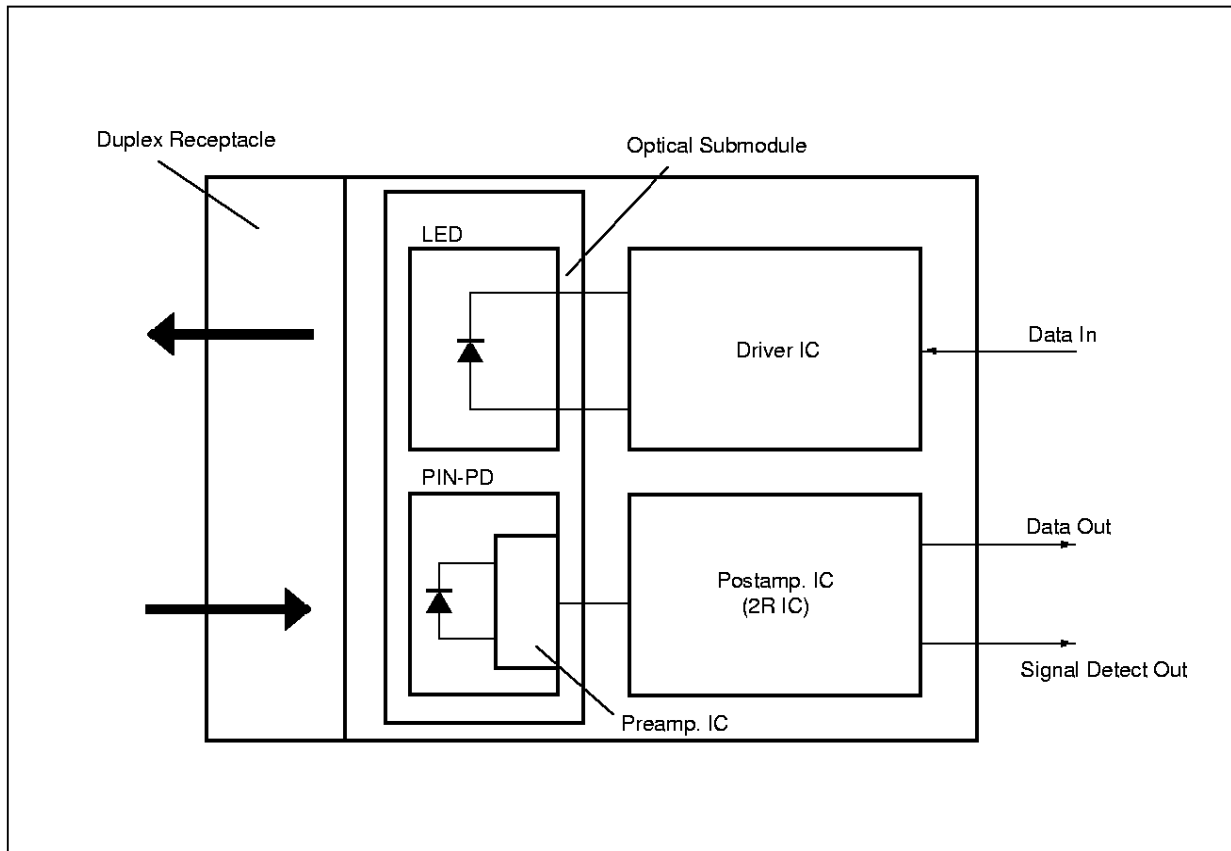 Duplex Receptacle
Optical Submodule
LED
Driver IC
Data In
PIN-PD
Data Out
Postamp. IC
(2R IC)
Signal Detect Out
Preamp. IC